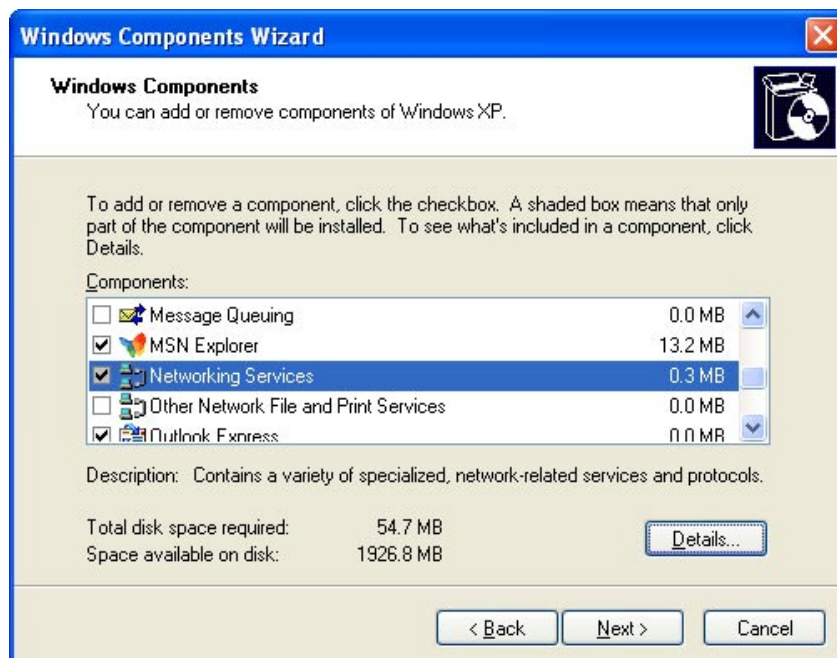 Windows Components Wizard
Windows Components
You can add or remove components of Windows XP.
To add or remove a component, click the checkbox. A shaded box means that only
part of the component will be installed. To see what's included in a component, click
Details.
Components:
Message Queuing 0.0 MB
MSN Explorer 13.2 MB
Networking Services 0.3 MB
Other Network File and Print Services 0.0 MB
Outlook Express 0.0 MB
Description: Contains a variety of specialized, network-related services and protocols.
Total disk space required: 54.7 MB
Space available on disk: 1926.8 MB
Details...
< Back Next > Cancel